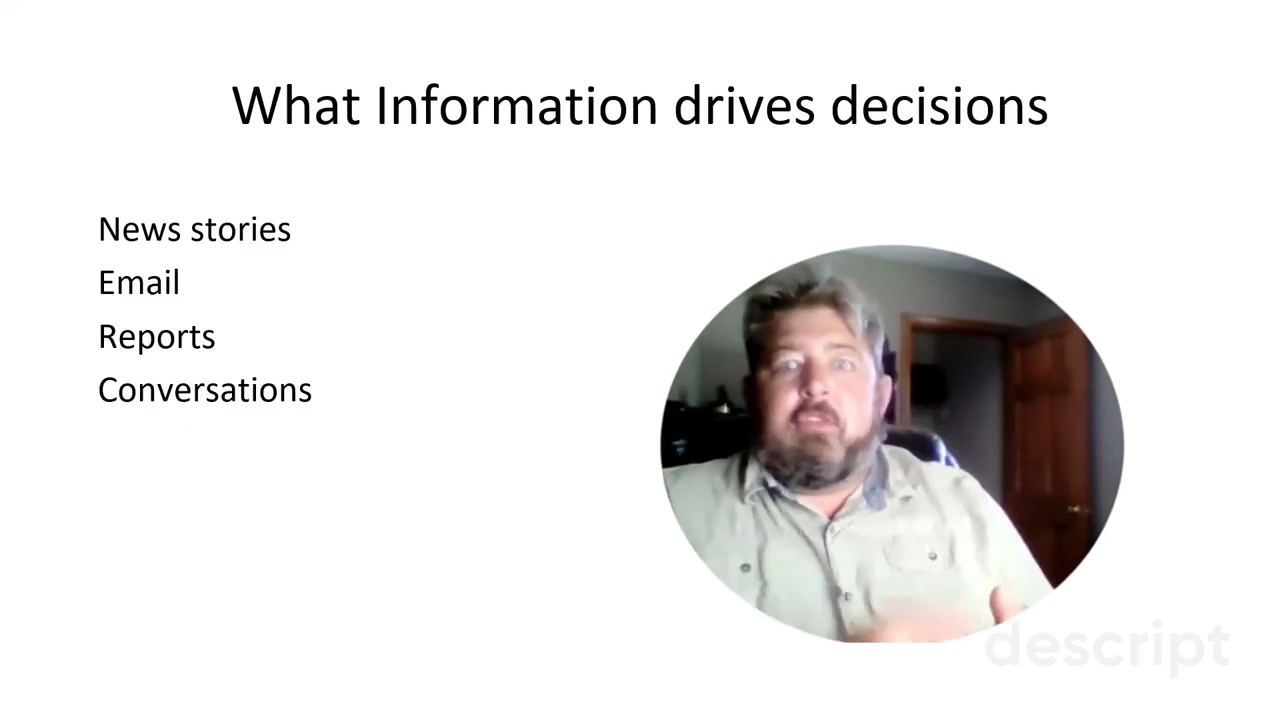 What Information drives decisions
News stories
Email
Reports
Conversations
descript